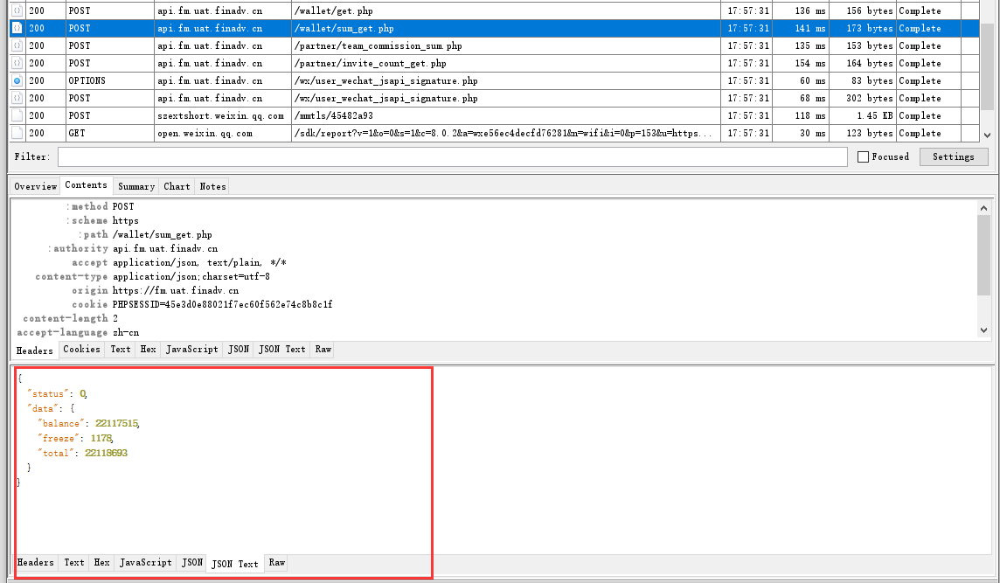 200 POST api.fm.uat.finadv.cn /wallet/get.php 17:57:31 136 ms 156 bytes Complete
200 POST api.fm.uat.finadv.cn /wallet/sum_get.php 17:57:31 141 ms 173 bytes Complete
200 POST api.fm.uat.finadv.cn /partner/team_commission_sum.php 17:57:31 135 ms 153 bytes Complete
200 POST api.fm.uat.finadv.cn /partner/invite_count_get.php 17:57:31 154 ms 164 bytes Complete
200 OPTIONS api.fm.uat.finadv.cn /wx/user_wechat_jsapi_signature.php 17:57:31 60 ms 83 bytes Complete
200 POST api.fm.uat.finadv.cn /wx/user_wechat_jsapi_signature.php 17:57:31 68 ms 302 bytes Complete
200 POST szextshort.weixin.qq.com /mmtls/45482a93 17:57:31 118 ms 1.45 KB Complete
200 GET open.weixin.qq.com /sdk/report?v=1&o=0&s=1&c=8.0.2&a=wxe56ec4decfd76281&n=wifi&i=0&p=153&u=https... 17:57:31 30 ms 123 bytes Complete
Filter: Focused Settings
Overview Contents Summary Chart Notes
:method POST
:scheme https
:path /wallet/sum_get.php
:authority api.fm.uat.finadv.cn
accept application/json, text/plain, */*
content-type application/json;charset=utf-8
origin https://fm.uat.finadv.cn
cookie PHPSESSID=45e3d0e88021f7ec60f562e74c8b8c1f
content-length 2
accept-language zh-cn
Headers Cookies Text Hex JavaScript JSON JSON Text Raw
{
"status": 0,
"data": {
"balance": 22117515,
"freeze": 1178,
"total": 22118693
}
}
Headers Text Hex JavaScript JSON JSON Text Raw